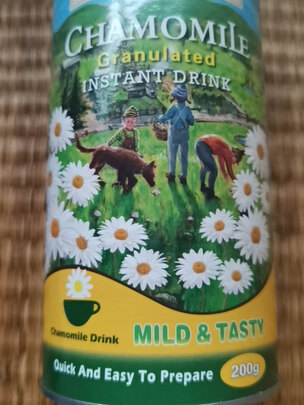 CHAMOMILE
Granulated
INSTANT DRINK
Chamomile Drink
MILD & TASTY
Quick And Easy To Prepare
200g